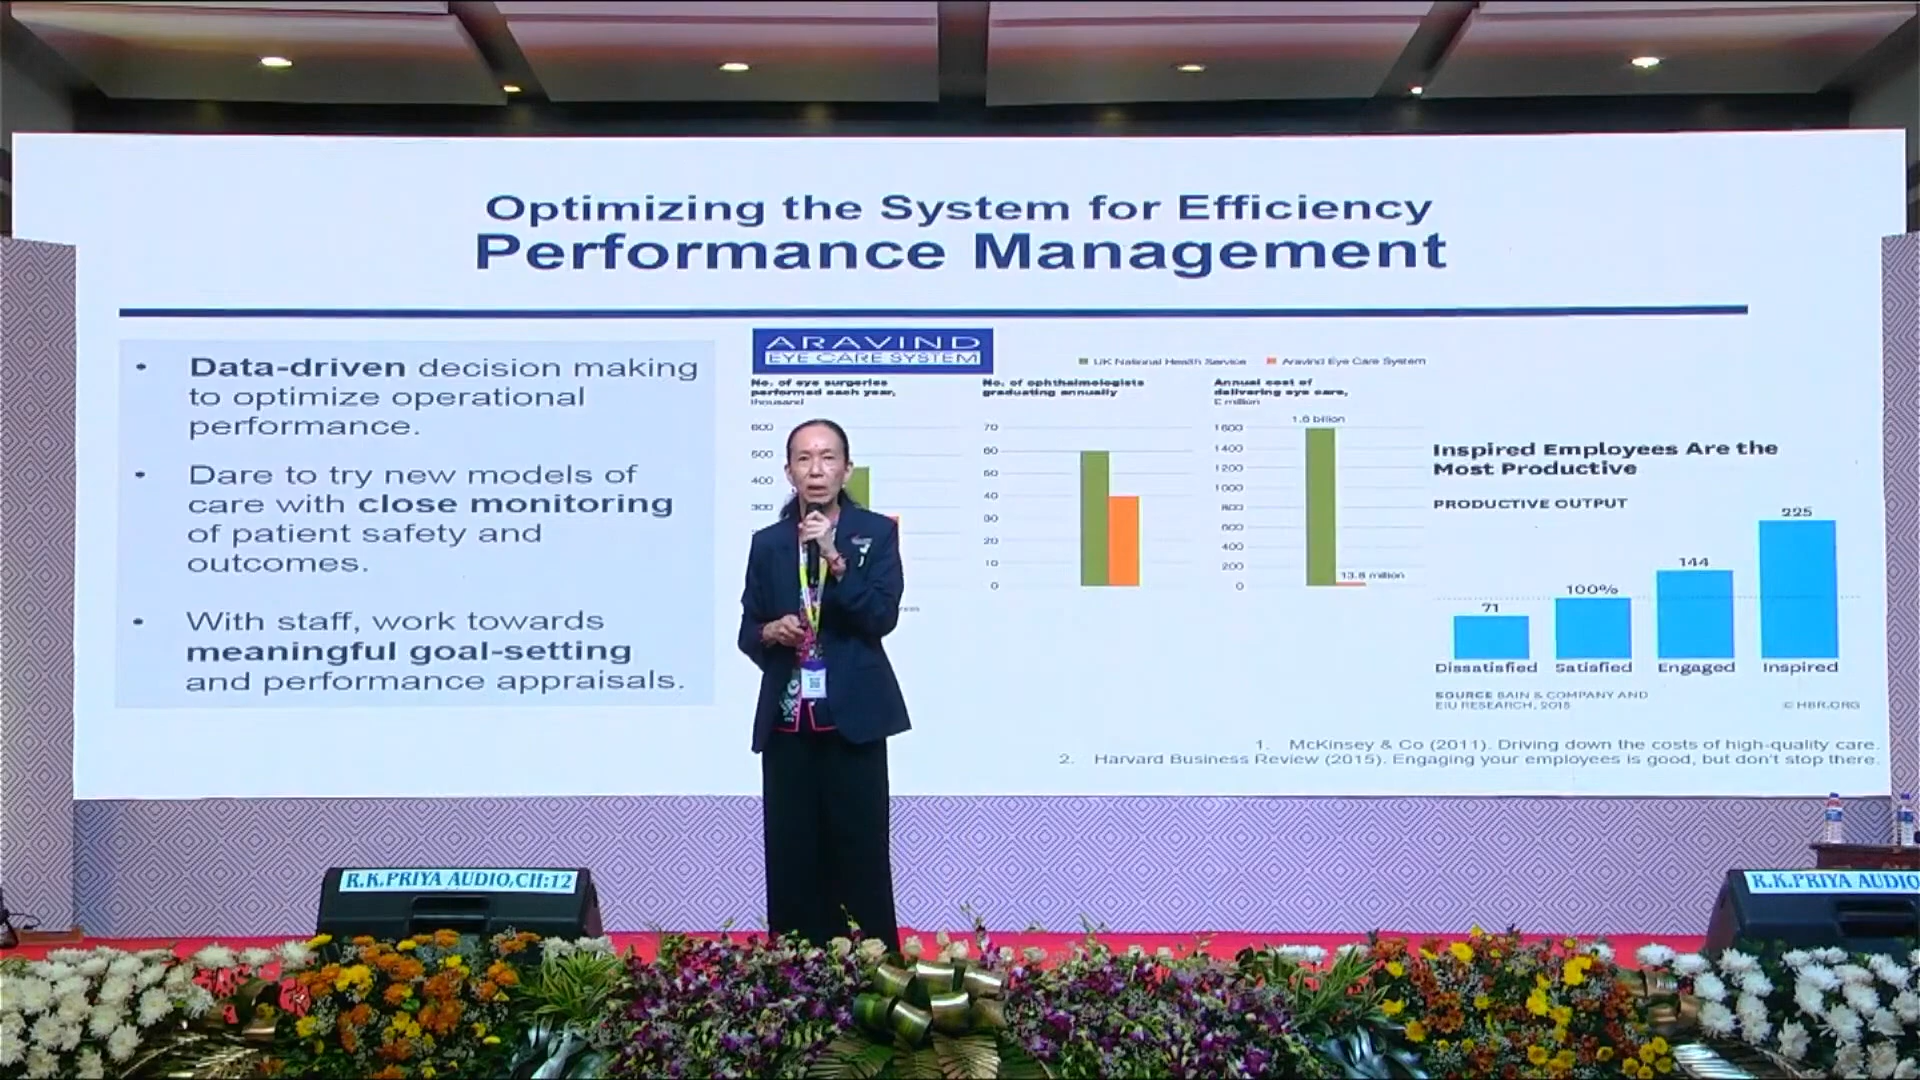 Optimizing the System for Efficiency
Performance Management
• Data-driven decision making
to optimize operational
performance.
• Dare to try new models of
care with close monitoring
of patient safety and
outcomes.
• With staff, work towards
meaningful goal-setting
and performance appraisals.
ARAVIND
EYE CARE SYSTEM
UK National Health Service
Aravind Eye Care System
No. of eye surgeries
performed each year,
thousand
600
500
400
300
No. of ophthalmologists
graduating annually
70
60
50
40
30
20
10
0
Annual cost of
delivering eye care,
£ million
1600
1400
1200
1000
800
600
400
200
0
13.8 million
Inspired Employees Are the
Most Productive
PRODUCTIVE OUTPUT
71
100%
144
225
Dissatisfied
Satisfied
Engaged
Inspired
SOURCE BAIN & COMPANY AND
EIU RESEARCH, 2015
© HBR.ORG
1. McKinsey & Co (2011). Driving down the costs of high-quality care.
2. Harvard Business Review (2015). Engaging your employees is good, but don't stop there.
R.K.PRIYA AUDIO,CH:12
R.K.PRIYA AUDIO